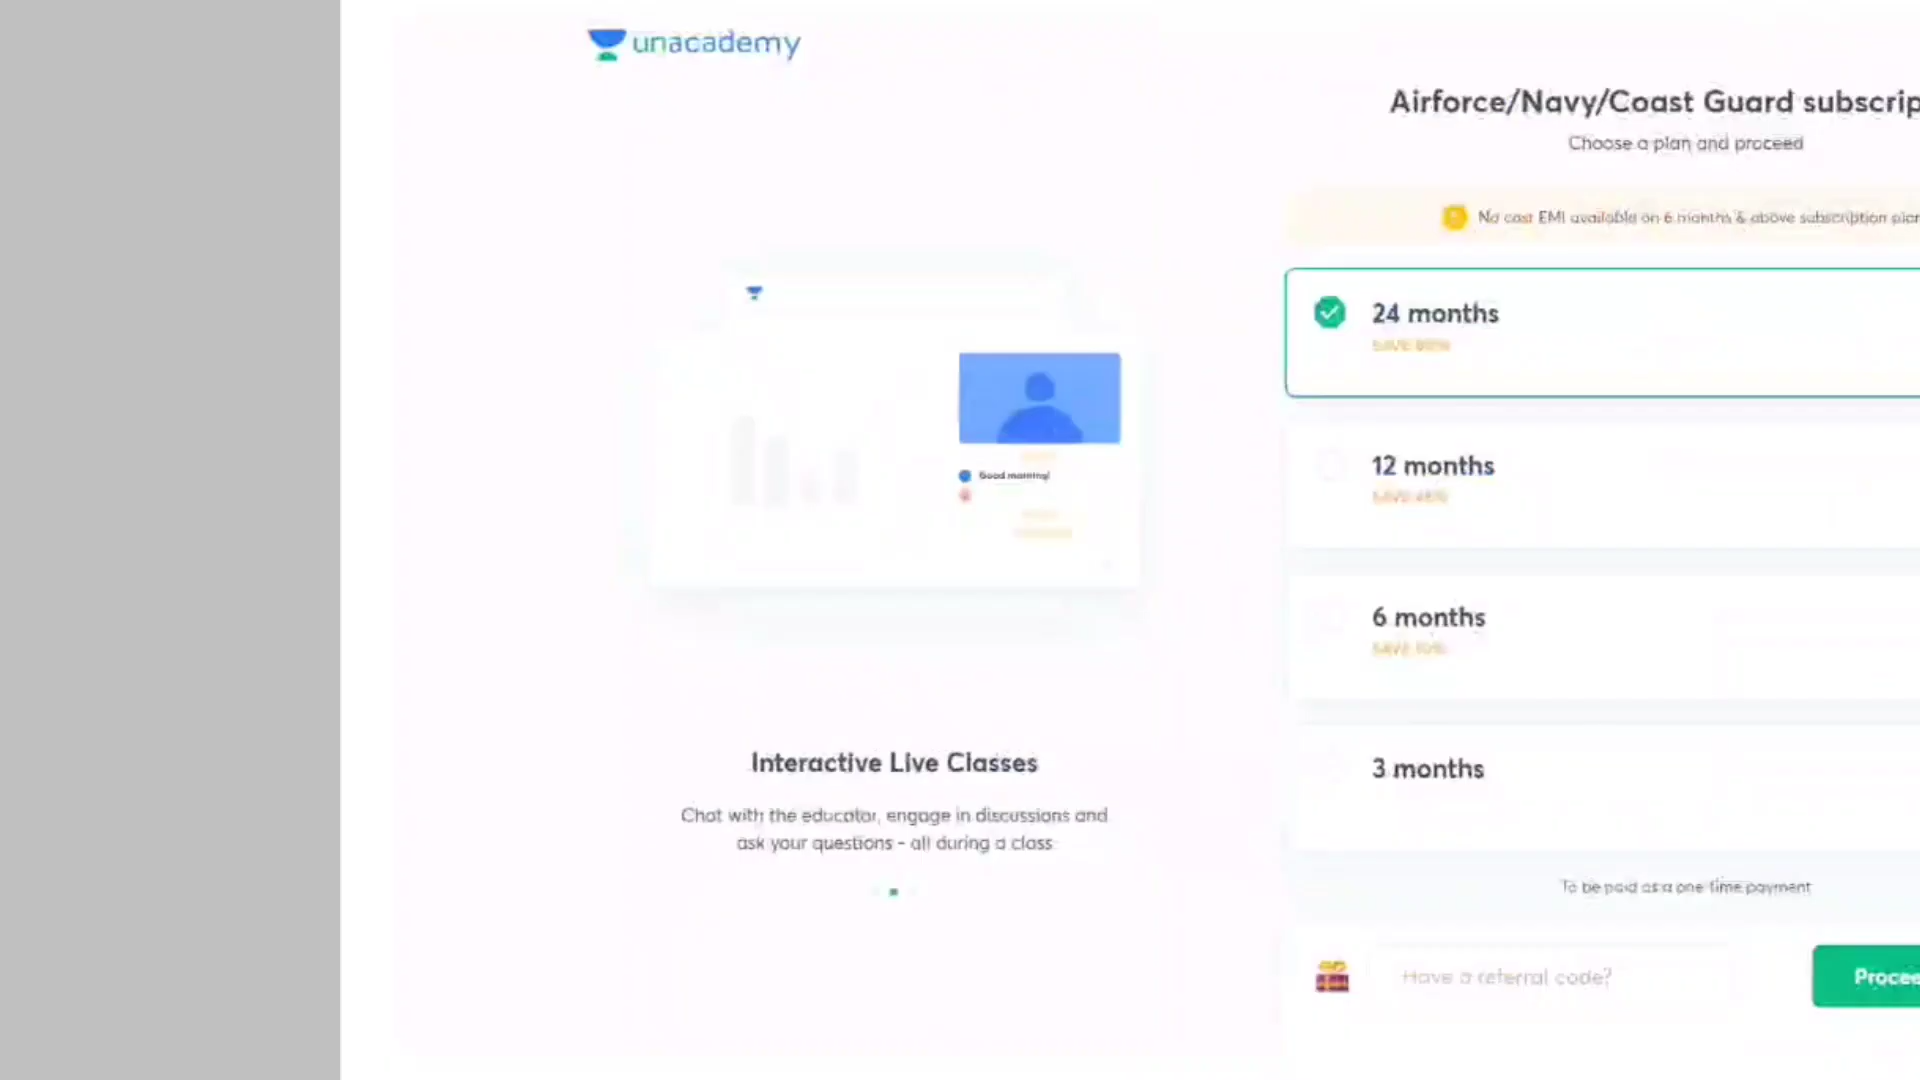 unacademy
Airforce/Navy/Coast Guard subscrip
Choose a plan and proceed
No cost EMI available on 6 months & above subscription plan
24 months
12 months
6 months
3 months
Good morning!
Interactive Live Classes
Chat with the educator, engage in discussions and
ask your questions - all during a class
To be paid as a one-time payment
Have a referral code?
Procee